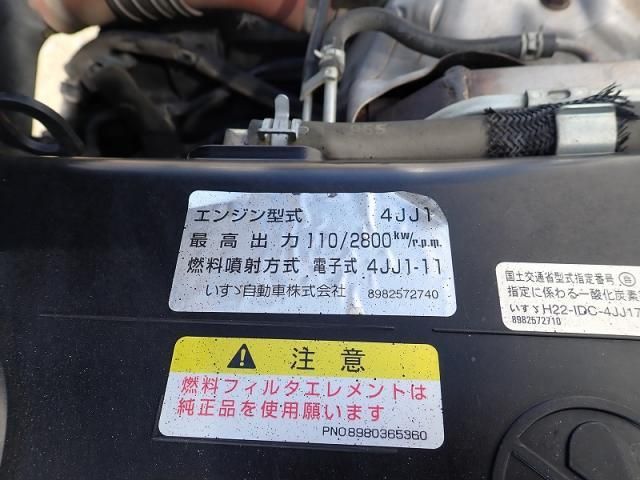 エンジン型式 4JJ1
最高出力 110/2800 kW/r.p.m.
燃料噴射方式 電子式 4JJ1-11
いすゞ自動車株式会社 8982572740
国土交通省型式指定番号
指定に係わる一酸化炭素
いすゞH22-IDC-4JJ17
8982572710
注意
燃料フィルタエレメントは
純正品を使用願います
PNO8980365360